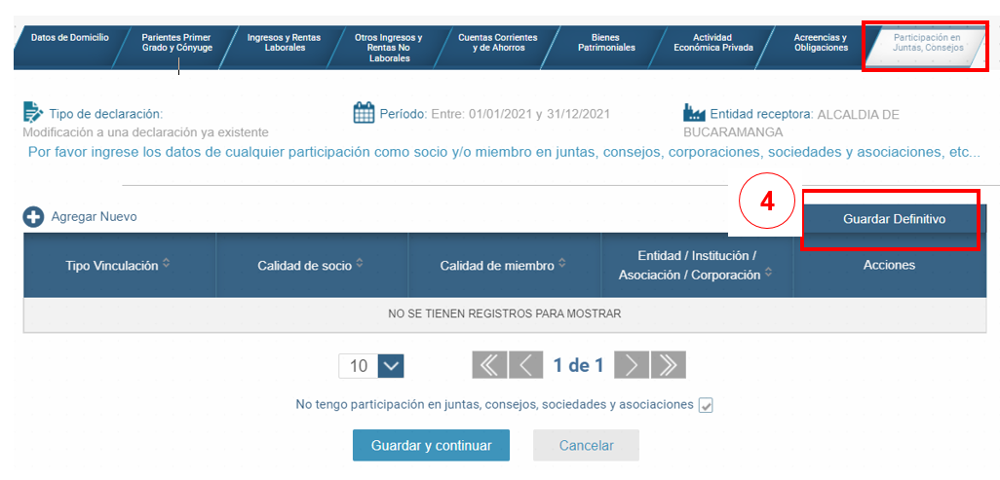 Datos de Domicilio
Parientes Primer
Grado y Cónyuge
Ingresos y Rentas
Laborales
Otros Ingresos y
Rentas No
Laborales
Cuentas Corrientes
y de Ahorros
Bienes
Patrimoniales
Actividad
Económica Privada
Acreencias y
Obligaciones
Participación en
Juntas, Consejos
Tipo de declaración:
Modificación a una declaración ya existente
Período: Entre: 01/01/2021 y 31/12/2021
Entidad receptora: ALCALDIA DE
BUCARAMANGA
Por favor ingrese los datos de cualquier participación como socio y/o miembro en juntas, consejos, corporaciones, sociedades y asociaciones, etc...
4
Agregar Nuevo
Guardar Definitivo
Tipo Vinculación
Calidad de socio
Calidad de miembro
Entidad / Institución /
Asociación / Corporación
Acciones
NO SE TIENEN REGISTROS PARA MOSTRAR
10
1 de 1
No tengo participación en juntas, consejos, sociedades y asociaciones
Guardar y continuar
Cancelar